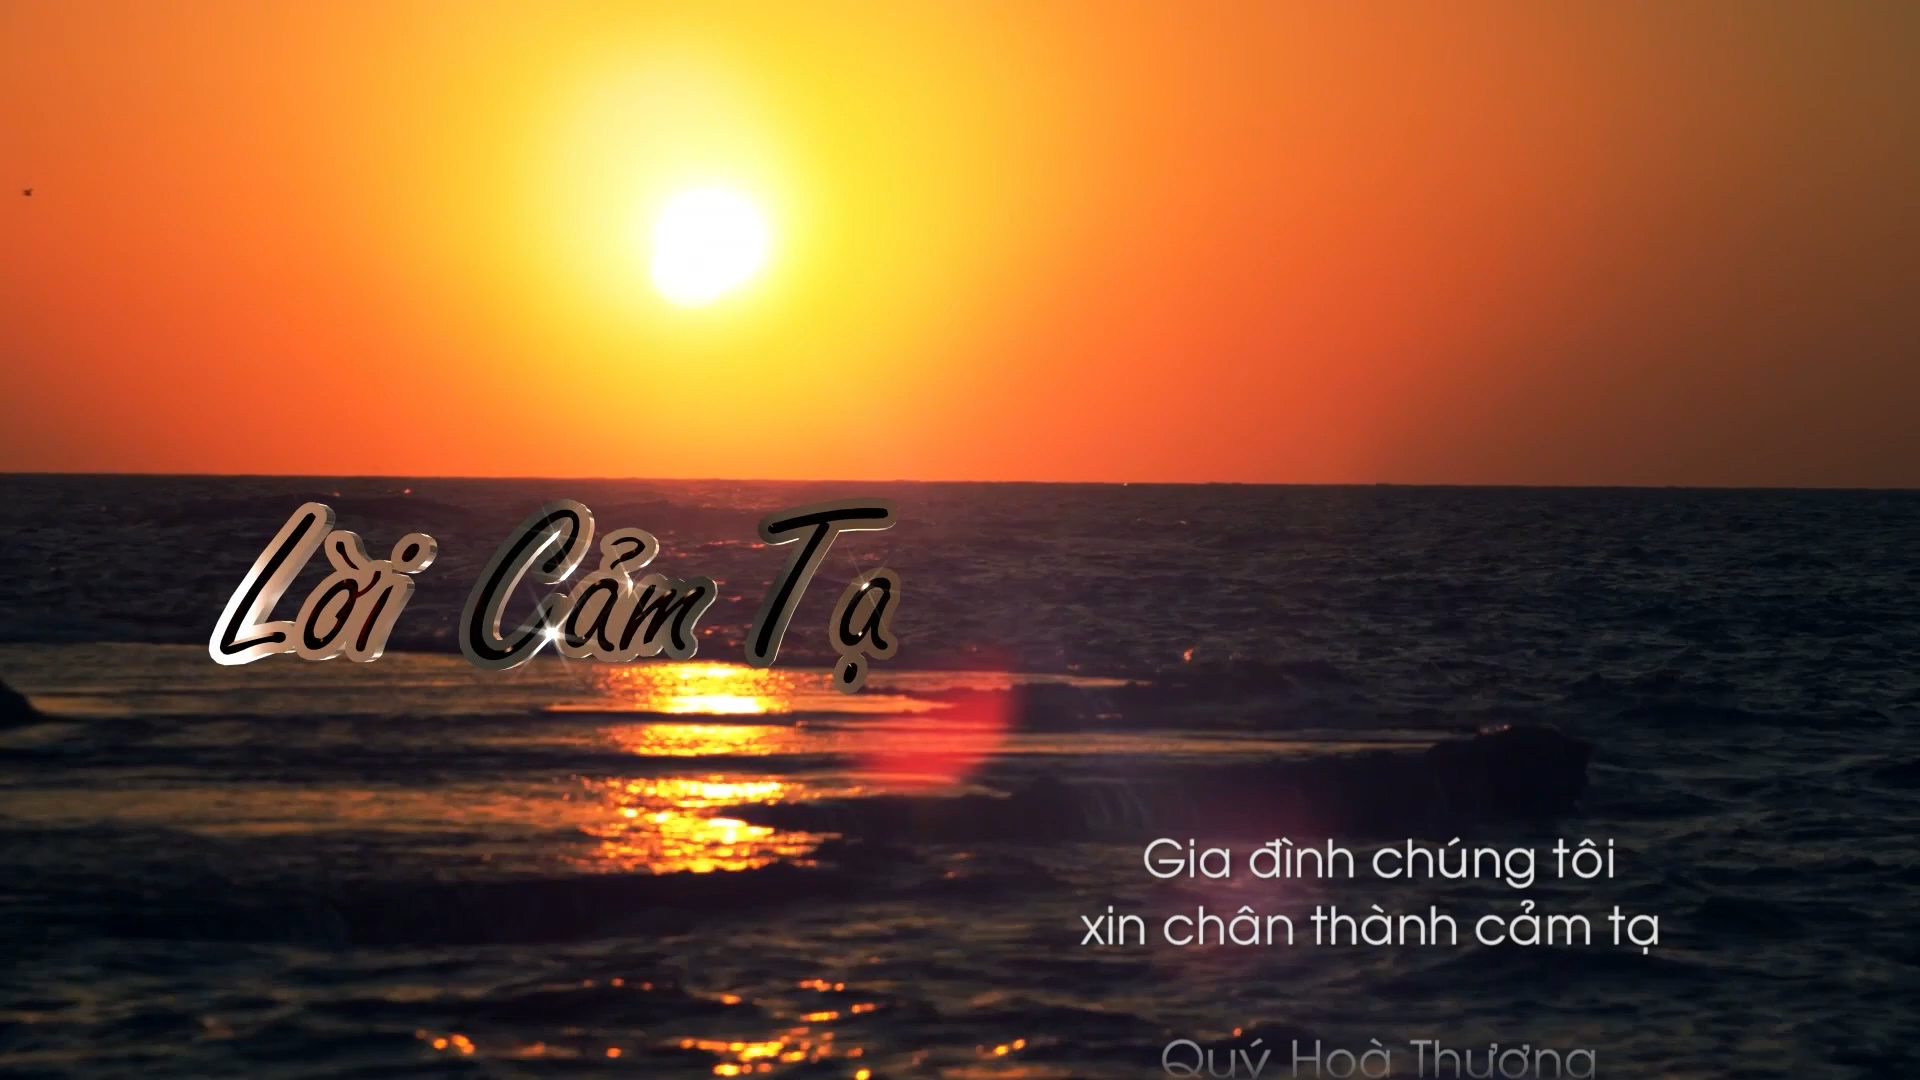 Lời Cảm Tạ
Gia đình chúng tôi
xin chân thành cảm tạ
Quý Hoà Thượng